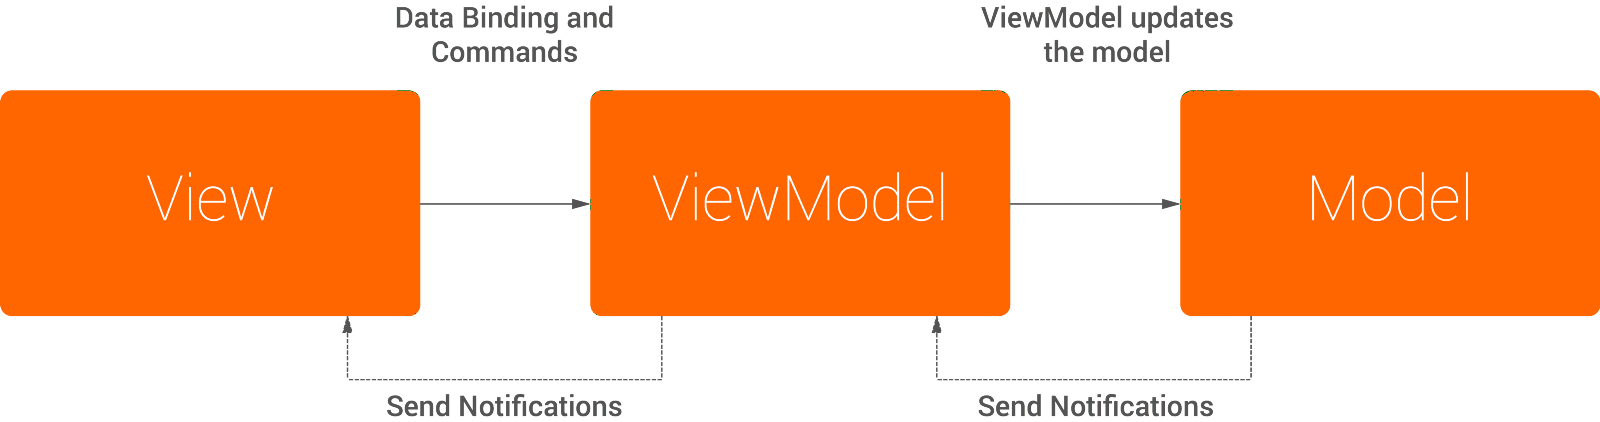 Data Binding and
Commands
ViewModel updates
the model
View
ViewModel
Model
Send Notifications
Send Notifications